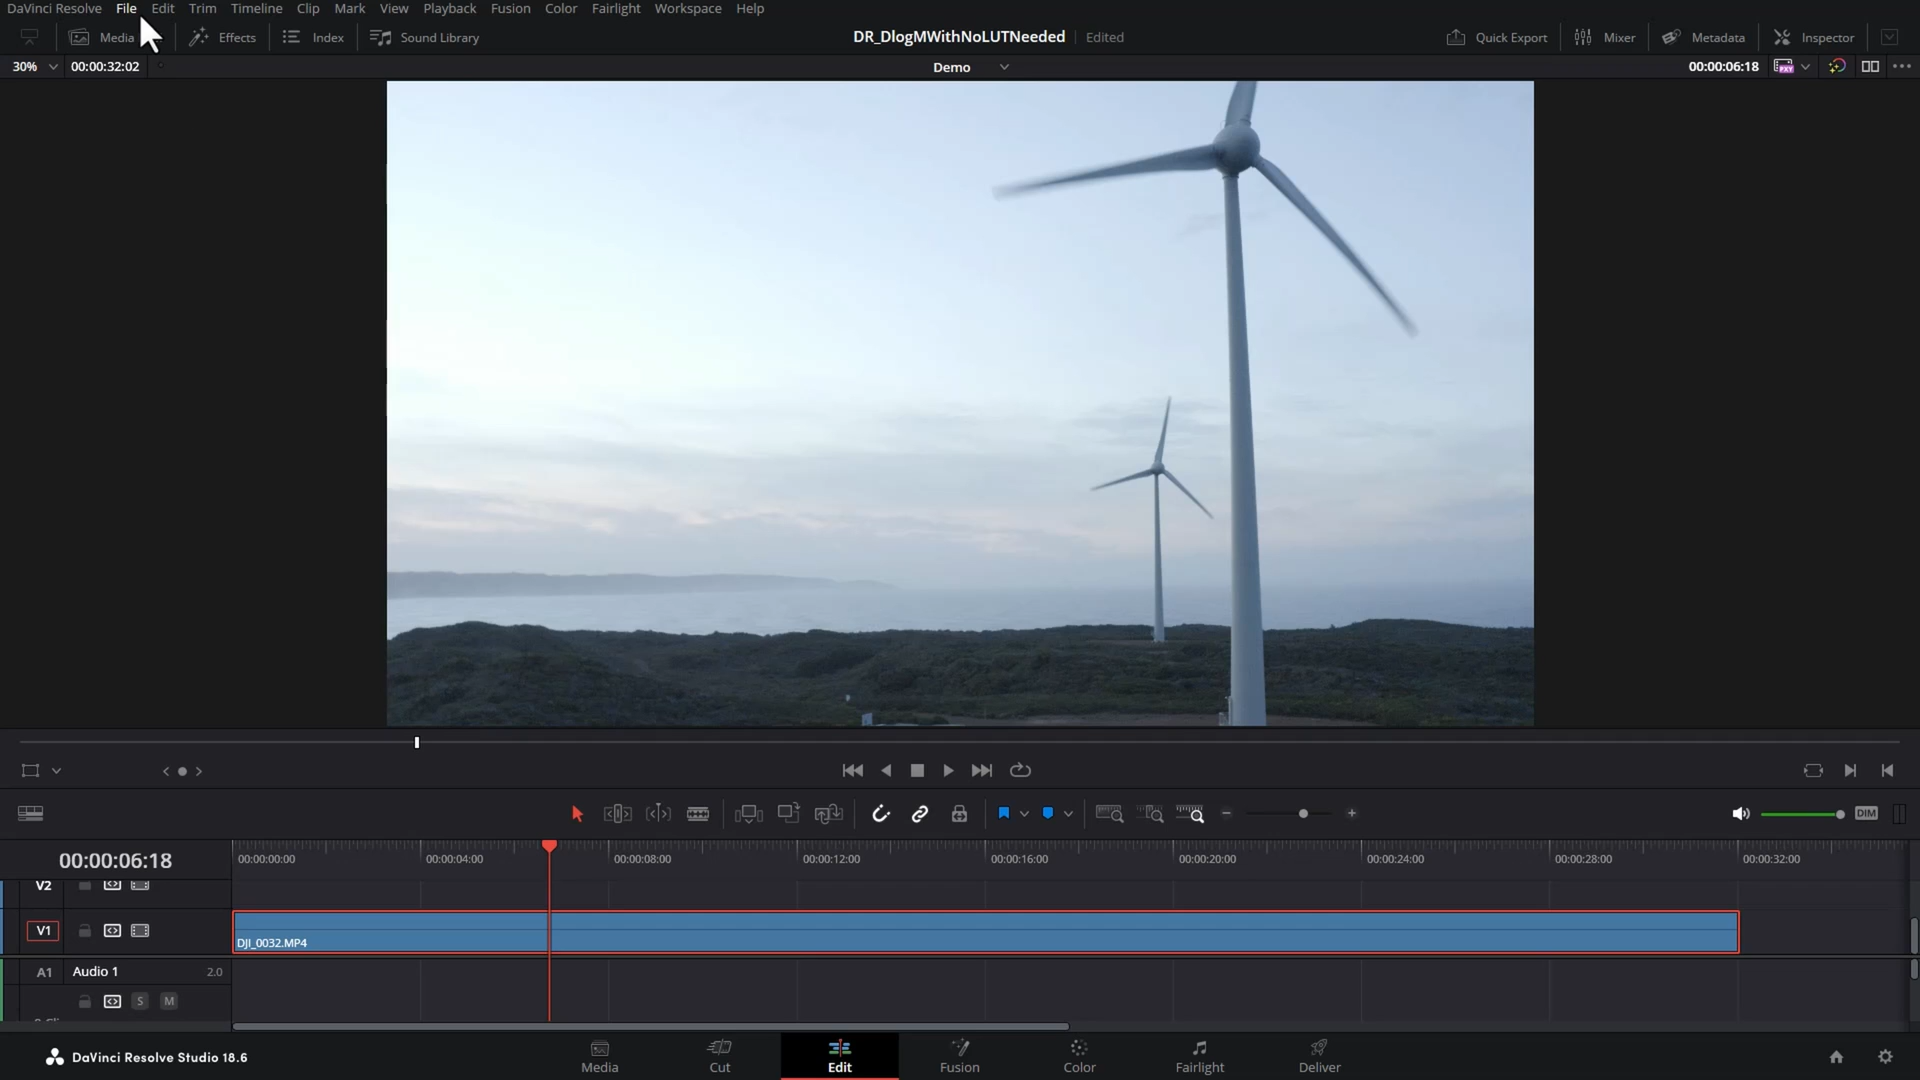 DaVinci Resolve File Edit Trim Timeline Clip Mark View Playback Fusion Color Fairlight Workspace Help
Media Effects Index Sound Library DR_DlogMWithNoLUTNeeded Edited Quick Export Mixer Metadata Inspector
30% 00:00:32:02 Demo 00:00:06:18 PXY
DIM
00:00:06:18 00:00:00:00 00:00:04:00 00:00:08:00 00:00:12:00 00:00:16:00 00:00:20:00 00:00:24:00 00:00:28:00 00:00:32:00
V2
V1
DJI_0032.MP4
A1 Audio 1 2.0
S M
DaVinci Resolve Studio 18.6 Media Cut Edit Fusion Color Fairlight Deliver